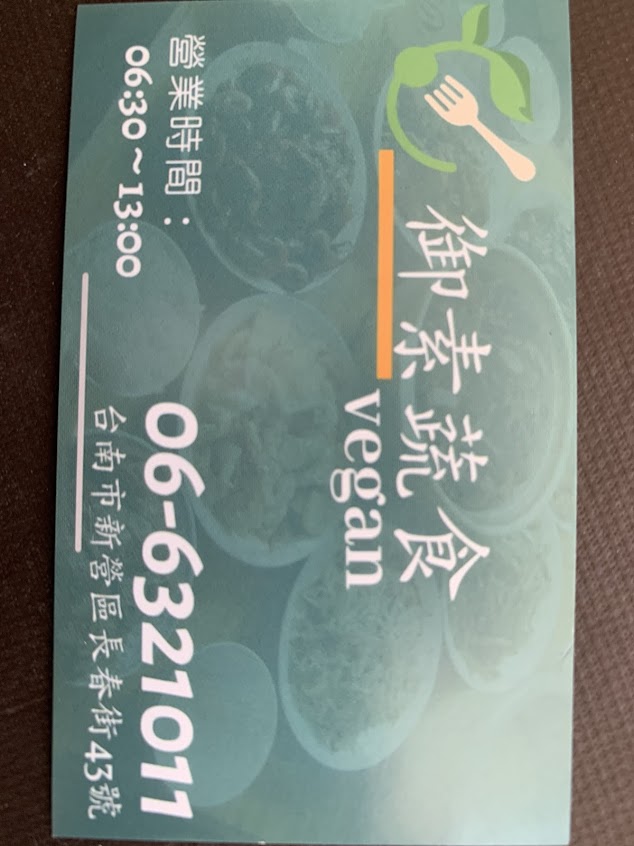 御素蔬食
vegan
營業時間：
06:30～13:00
06-6321011
台南市新營區長春街43號